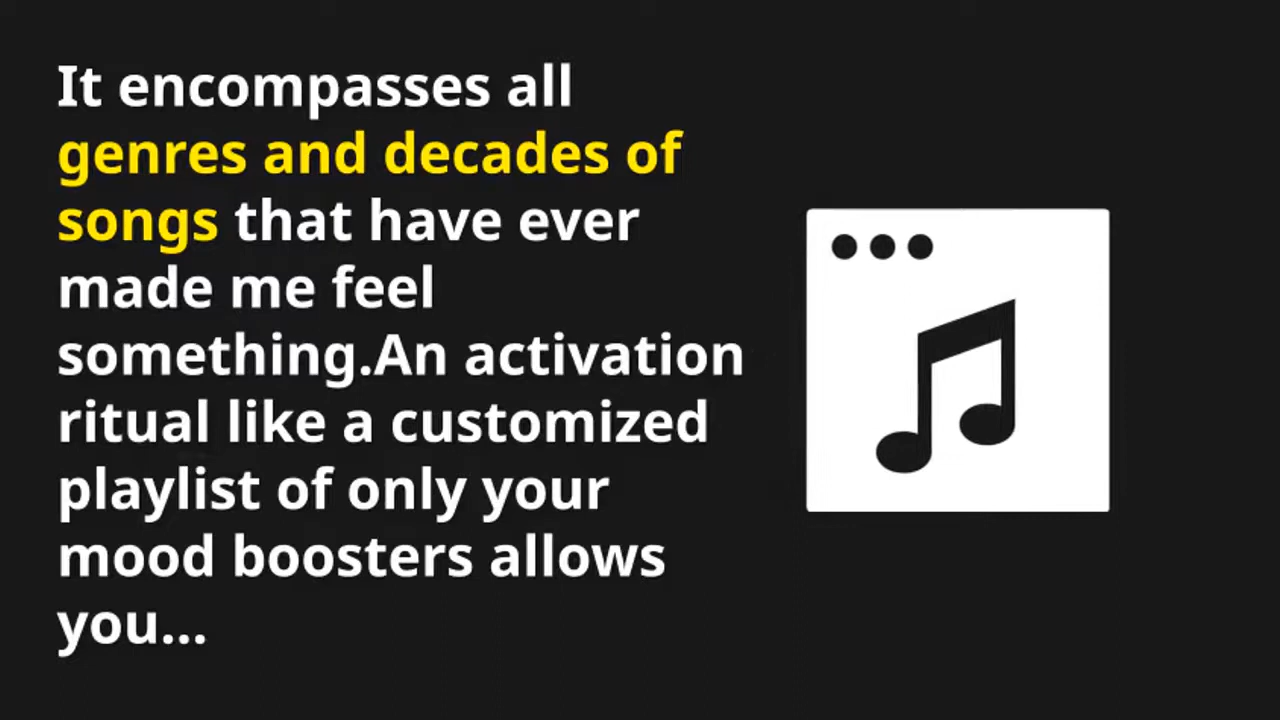 It encompasses all
genres and decades of
songs that have ever
made me feel
something.An activation
ritual like a customized
playlist of only your
mood boosters allows
you...